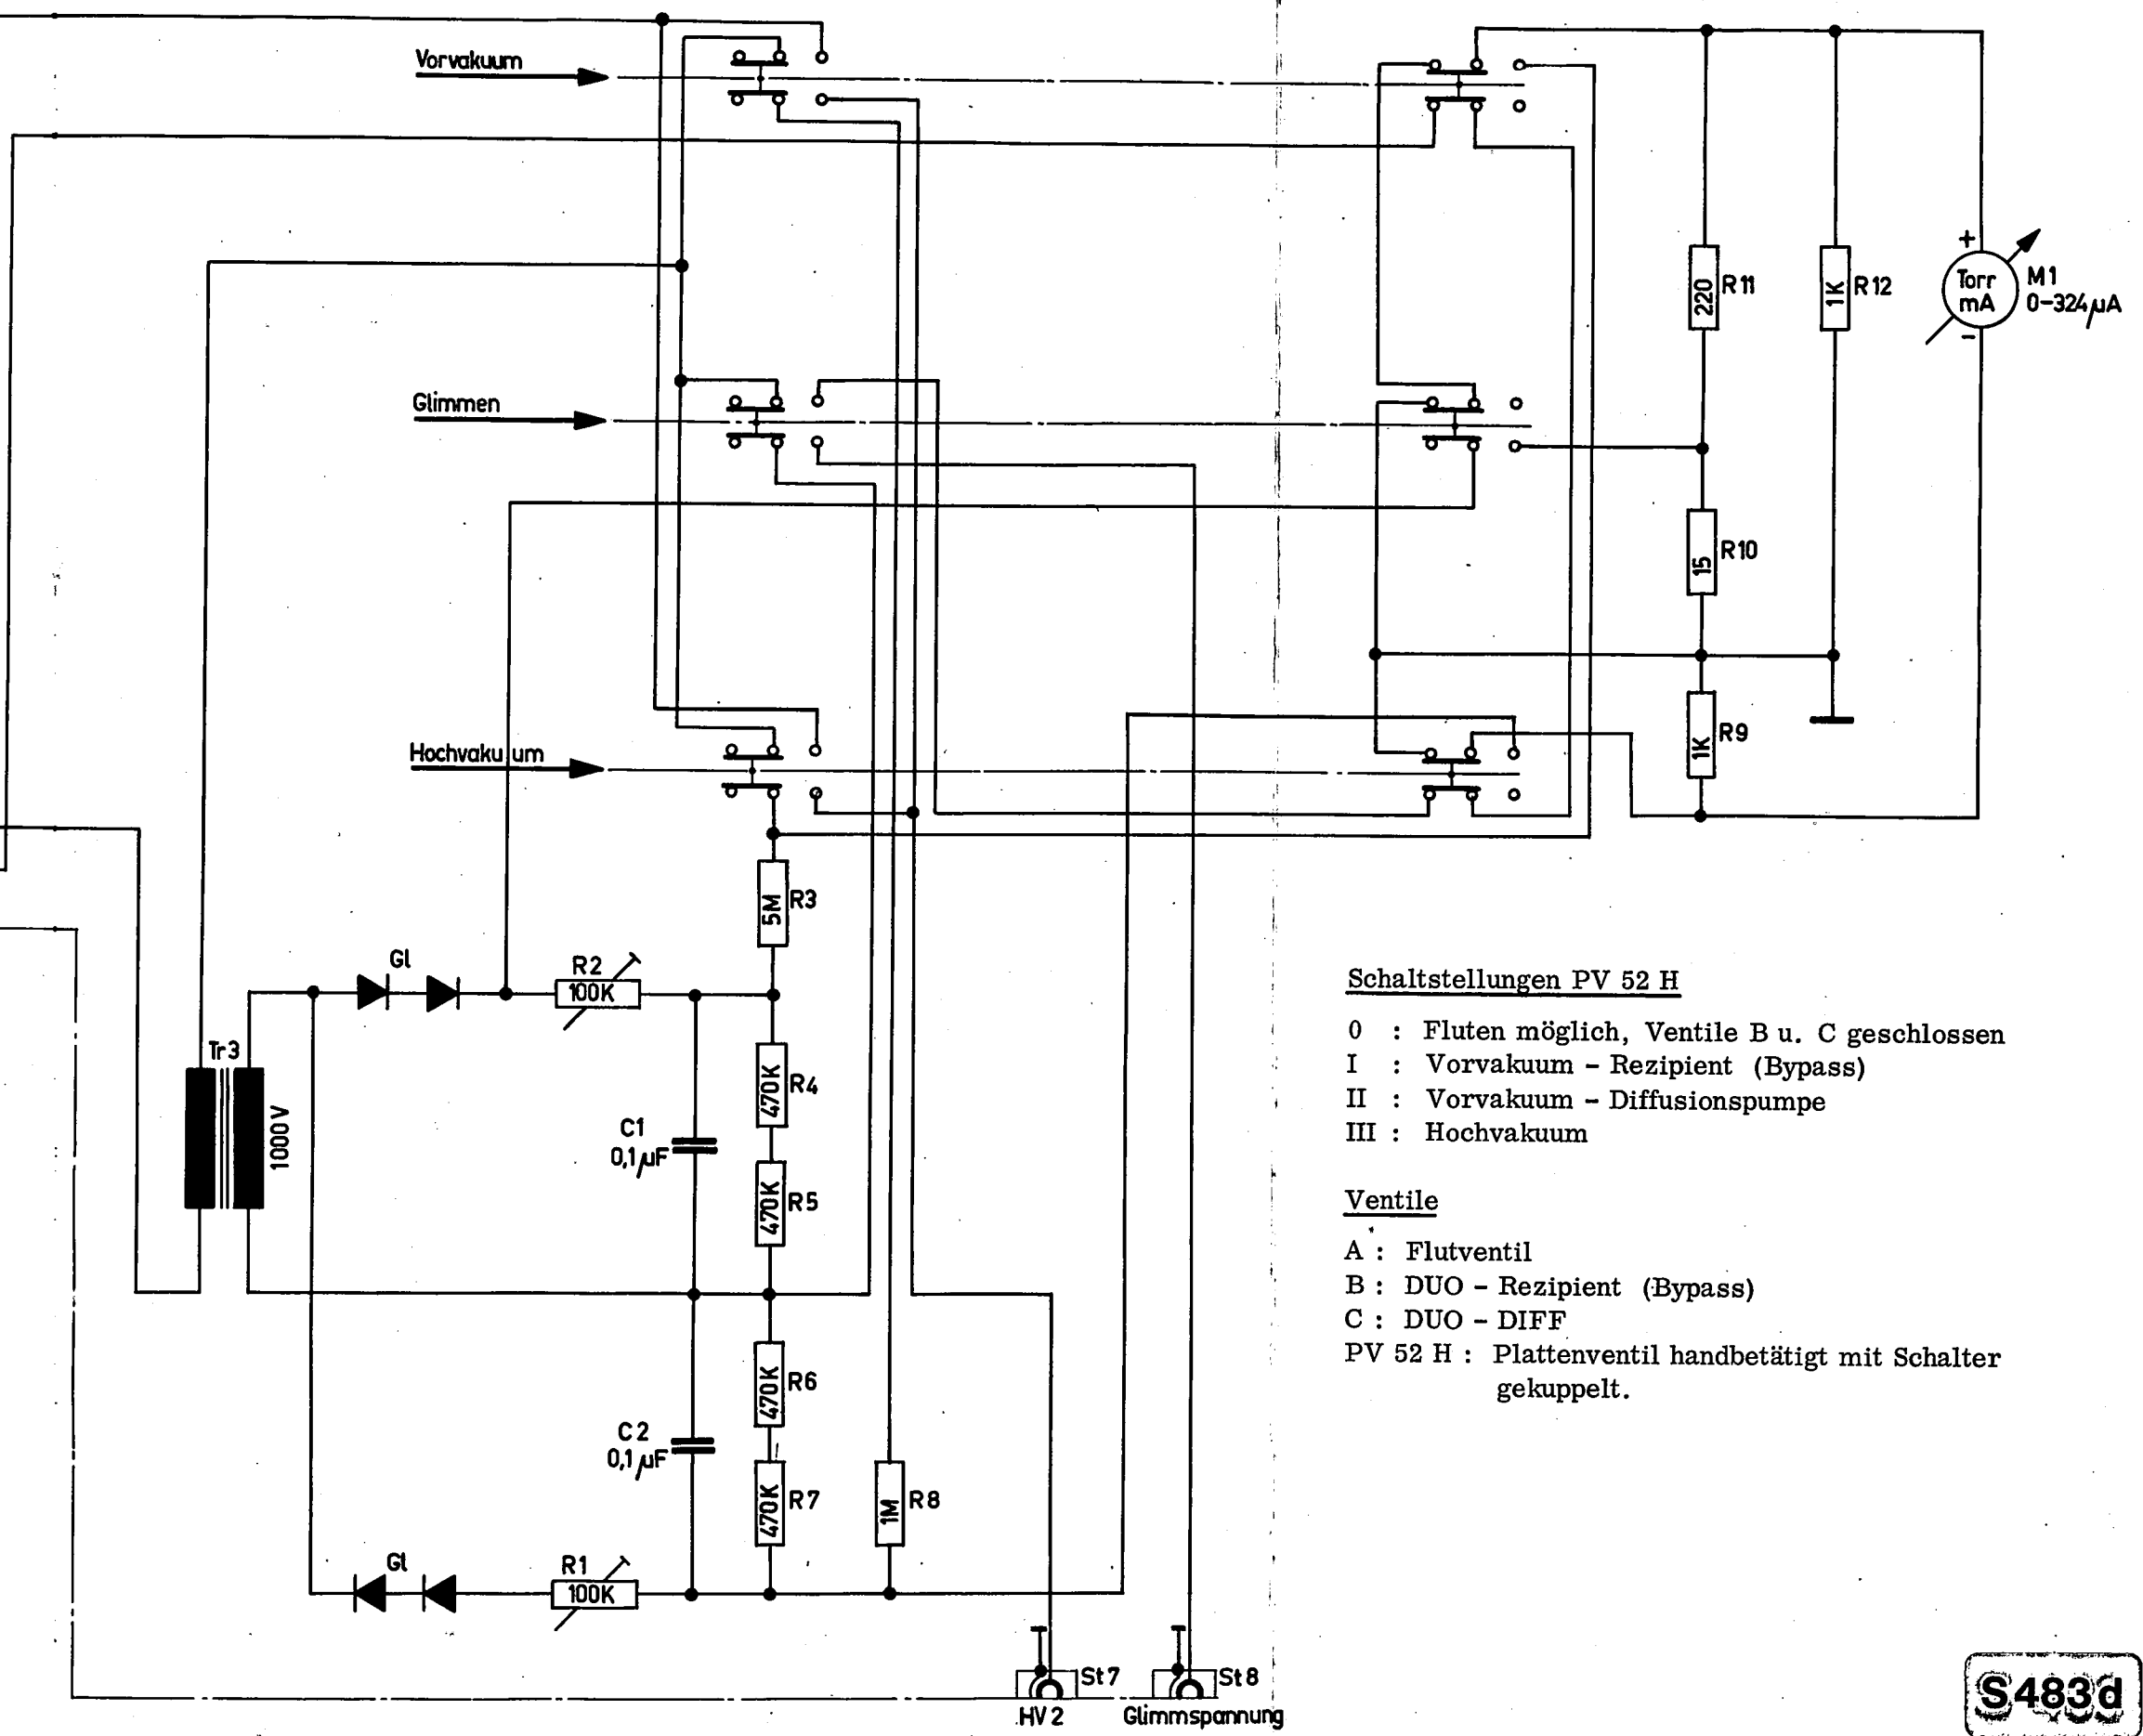 Vorvakuum
Glimmen
Hochvakuum
220
R11
1K
R12
+
Torr
mA
-
M1
0-324µA
15
R10
1K
R9
5M
R3
Gl
R2
100K
Tr3
1000V
470K
R4
C1
0,1µF
470K
R5
470K
R6
C2
0,1µF
470K
R7
1M
R8
Gl
R1
100K
St7
HV2
St8
Glimmspannung
Schaltstellungen PV 52 H
0 : Fluten möglich, Ventile B u. C geschlossen
I : Vorvakuum - Rezipient (Bypass)
II : Vorvakuum - Diffusionspumpe
III : Hochvakuum
Ventile
A : Flutventil
B : DUO - Rezipient (Bypass)
C : DUO - DIFF
PV 52 H : Plattenventil handbetätigt mit Schalter
gekuppelt.
S483d